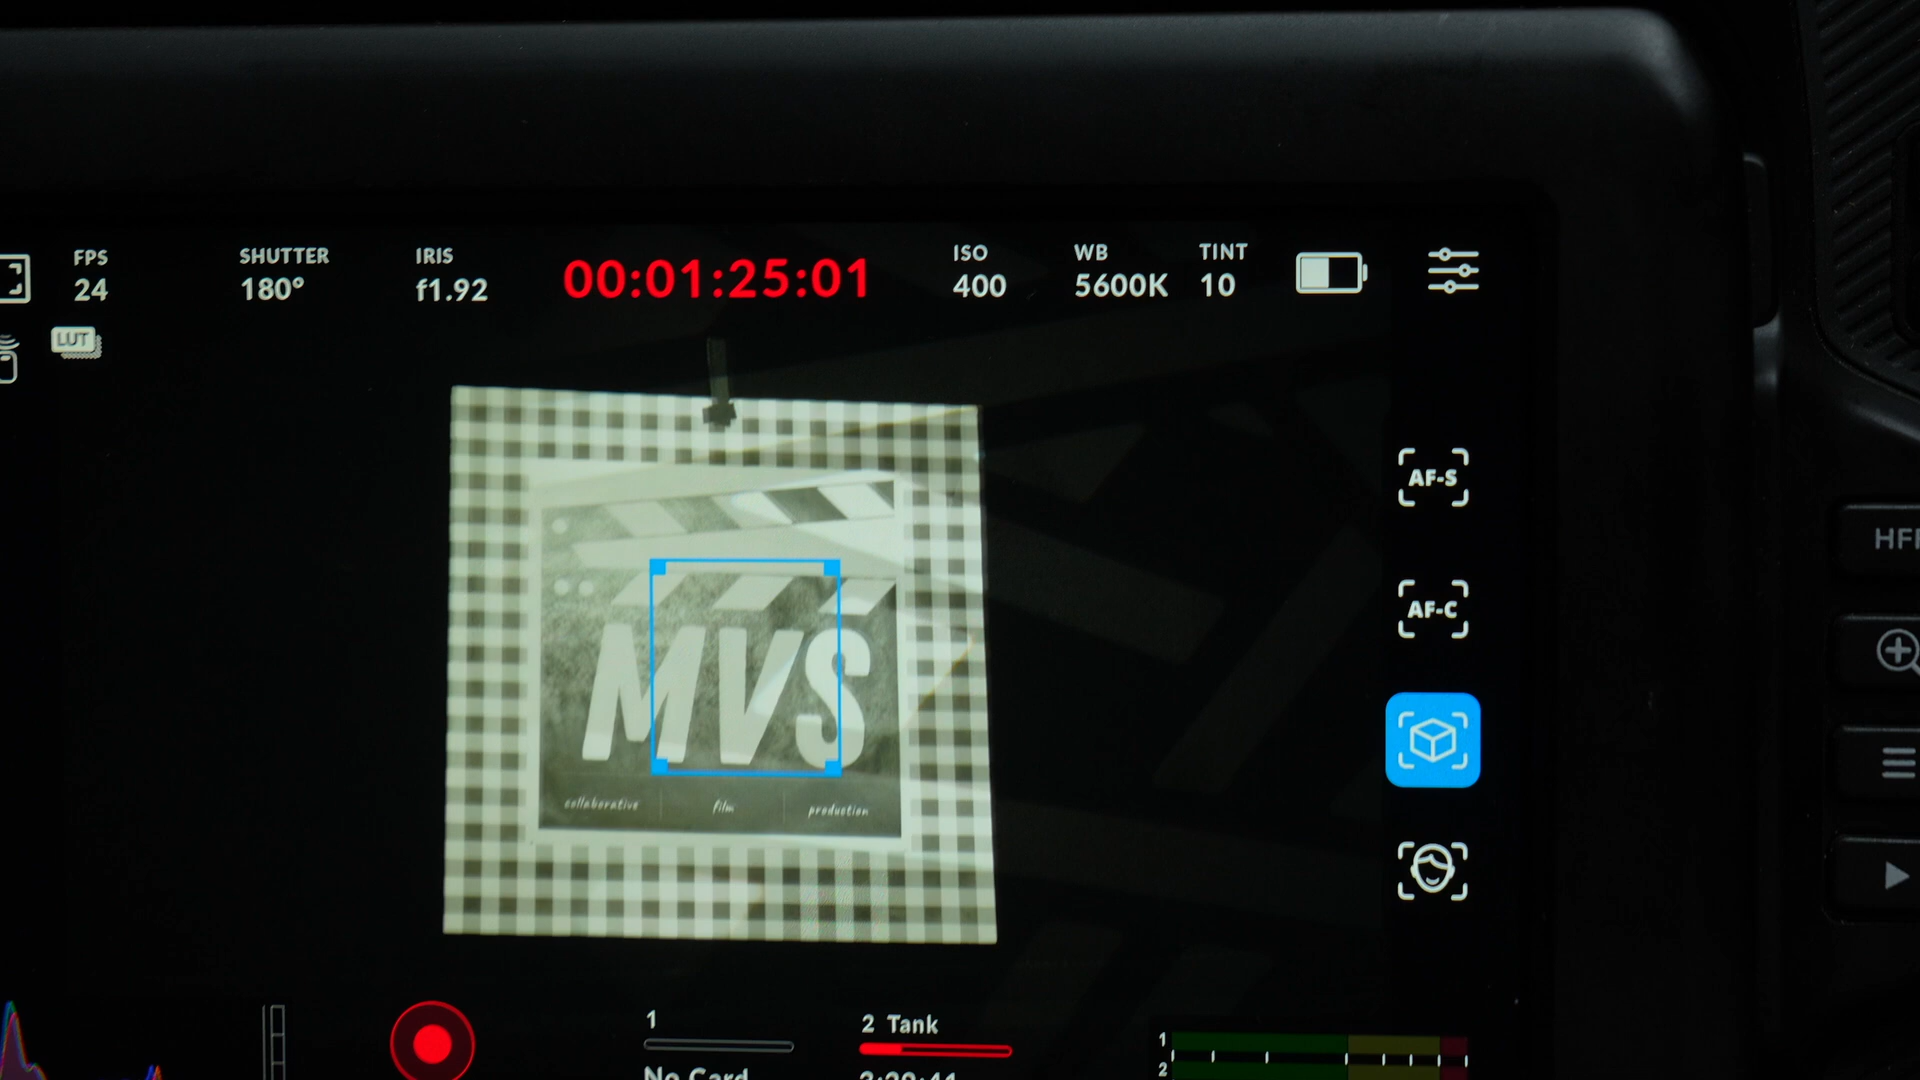 FPS
24
SHUTTER
180°
IRIS
f1.92
00:01:25:01
ISO
400
WB
5600K
TINT
10
LUT
AF-S
AF-C
MVS
collaborative film production
1
No Card
2 Tank
1
2